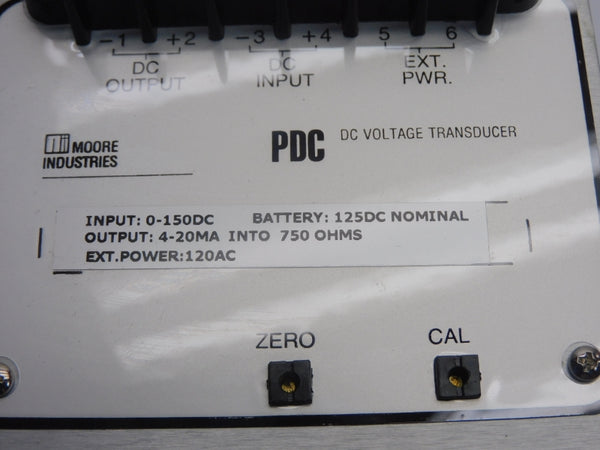 -1 +2 -3 +4 5 6
DC OUTPUT
DC INPUT
EXT. PWR.
MOORE
INDUSTRIES
PDC DC VOLTAGE TRANSDUCER
INPUT: 0-150DC BATTERY: 125DC NOMINAL
OUTPUT: 4-20MA INTO 750 OHMS
EXT.POWER:120AC
ZERO CAL